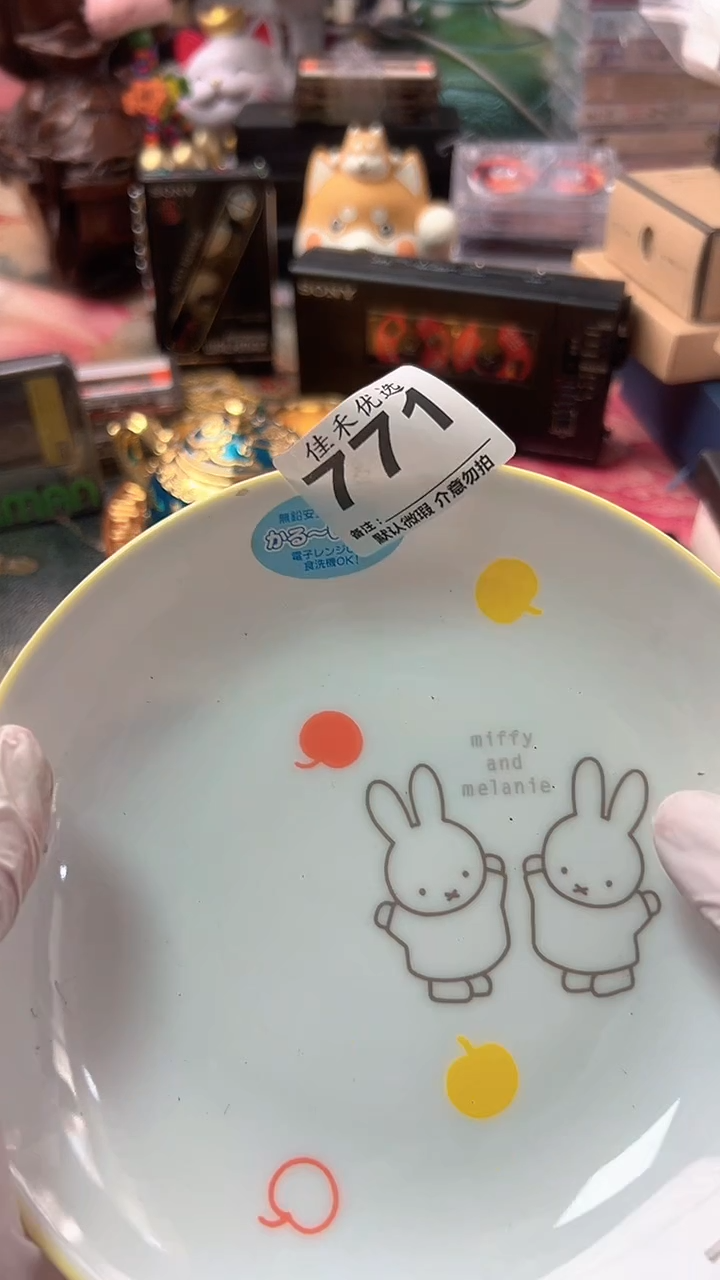 SONY
SONY
佳禾优选
771
备注：
默认微瑕 介意勿拍
無鉛安
かる～
電子レンジ
食洗機OK!
miffy
and
melanie